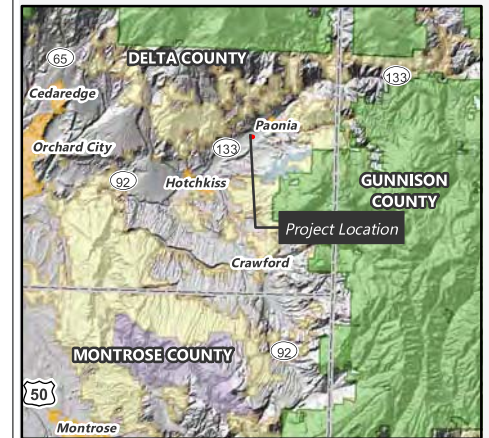 65
DELTA COUNTY
133
Cedaredge
Paonia
Orchard City
133
92
Hotchkiss
GUNNISON
COUNTY
Project Location
Crawford
MONTROSE COUNTY
92
50
Montrose